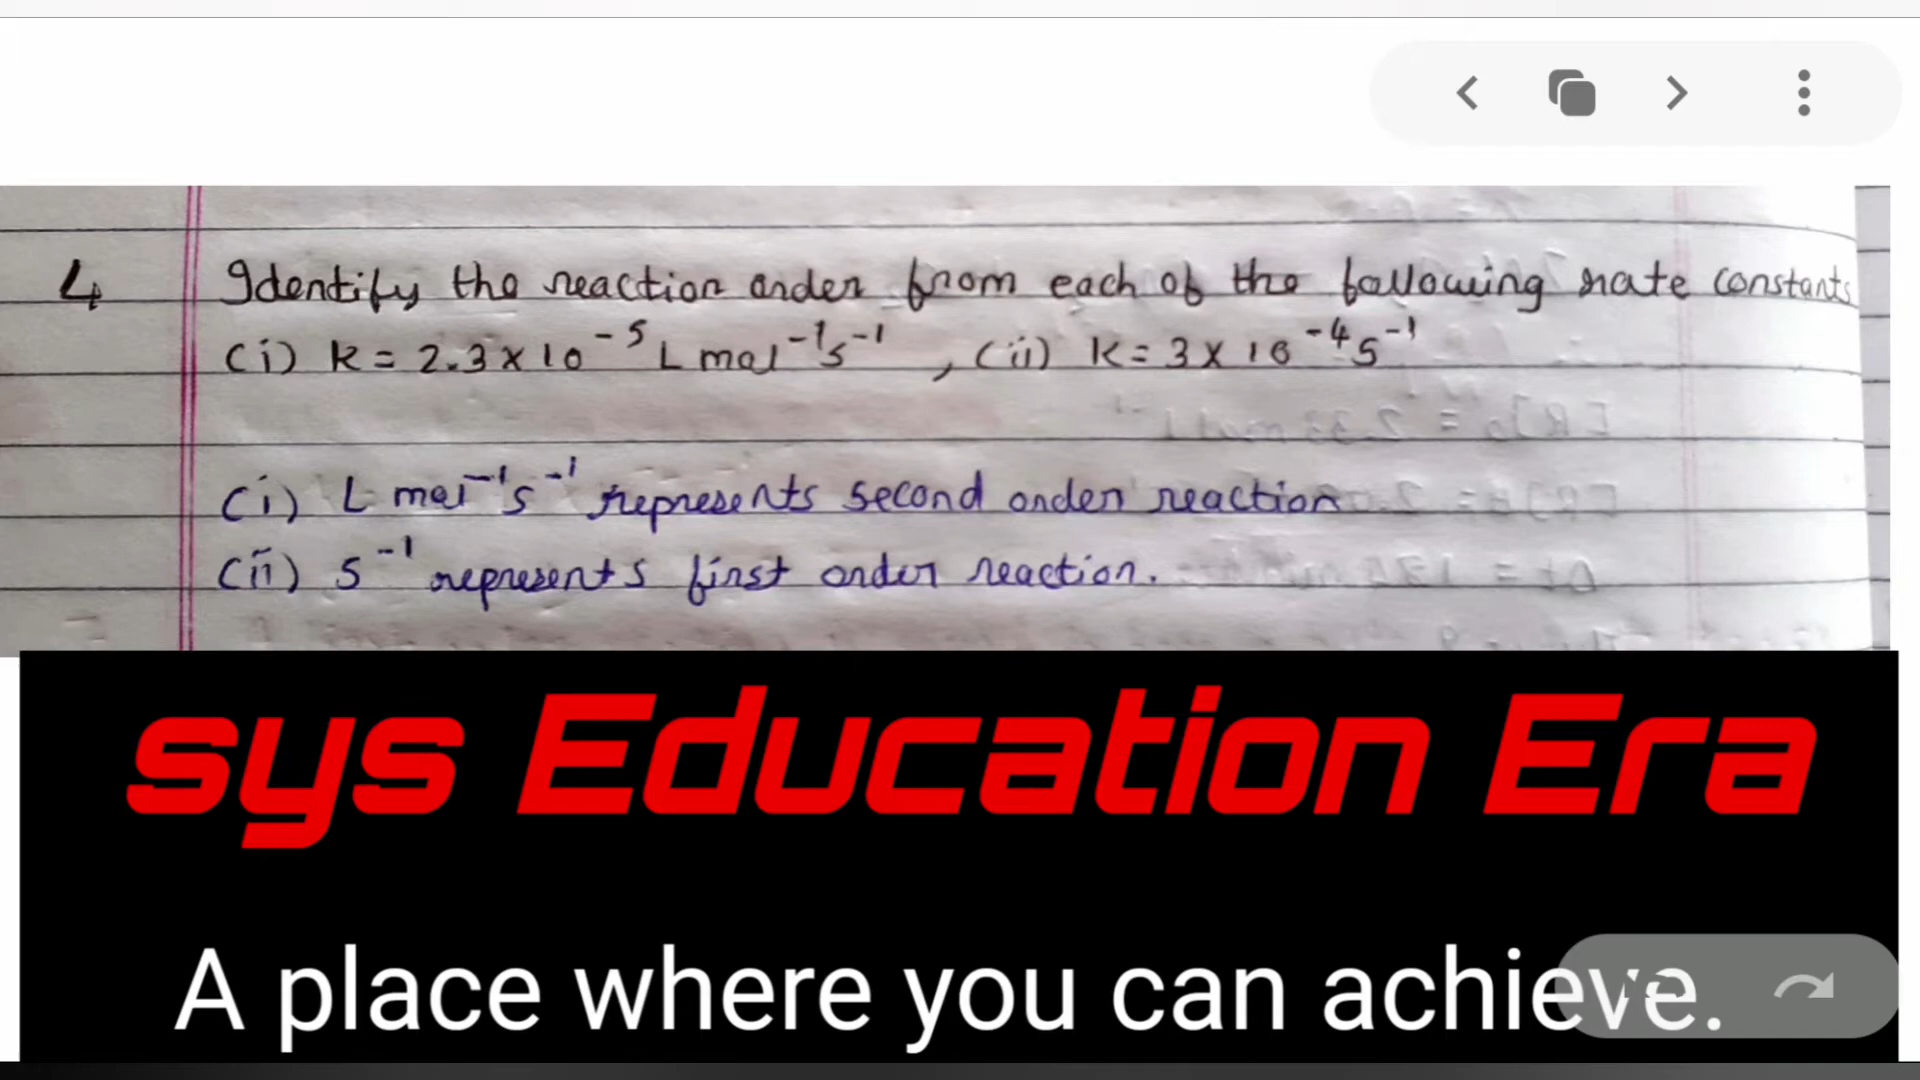 4 Identify the reaction order from each of the following rate constants
(i) k = 2.3 × 10⁻⁵ L mol⁻¹s⁻¹ , (ii) k = 3 × 10⁻⁴ s⁻¹
(i) L mol⁻¹s⁻¹ represents second order reaction
(ii) s⁻¹ represents first order reaction.
sys Education Era
A place where you can achieve.